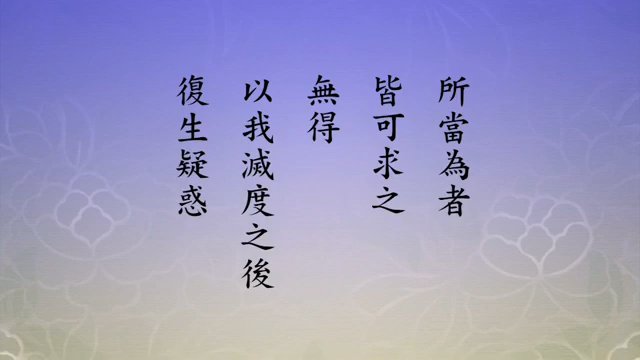 所當為者
皆可求之
無得
以我滅度之後
復生疑惑